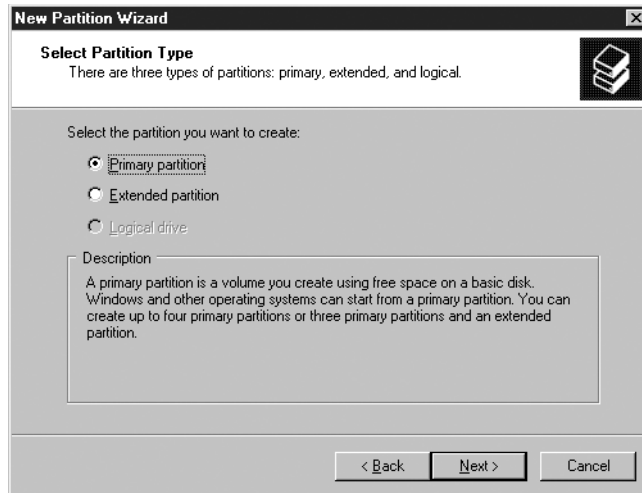 New Partition Wizard
Select Partition Type
There are three types of partitions: primary, extended, and logical.
Select the partition you want to create:
Primary partition
Extended partition
Logical drive
Description
A primary partition is a volume you create using free space on a basic disk.
Windows and other operating systems can start from a primary partition. You can
create up to four primary partitions or three primary partitions and an extended
partition.
< Back
Next >
Cancel